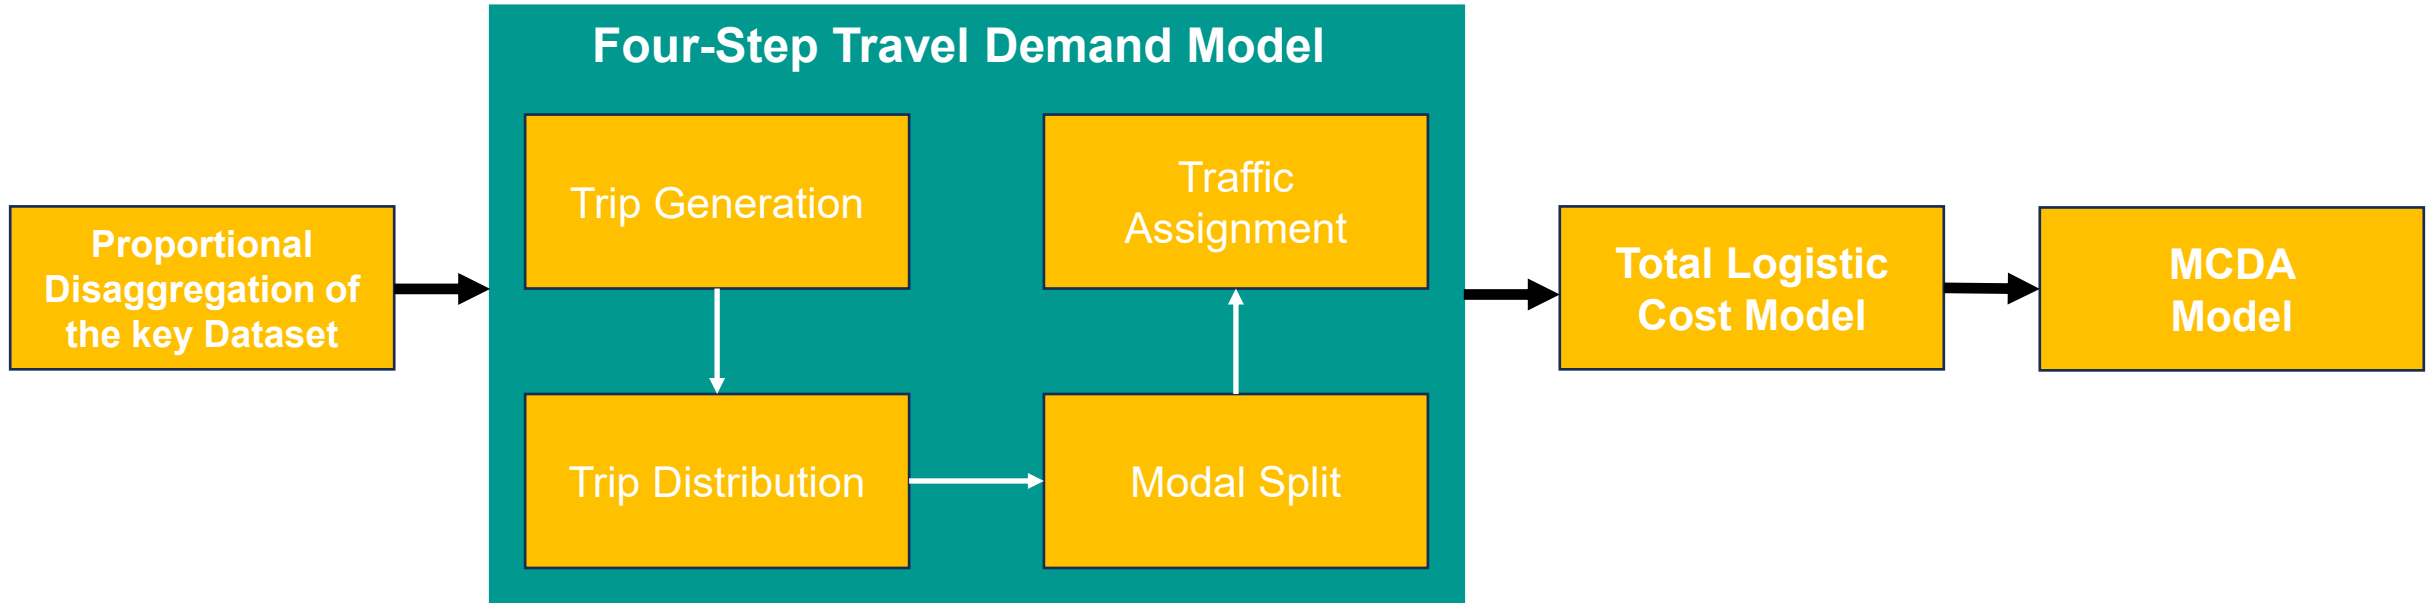 Four-Step Travel Demand Model
Proportional
Disaggregation of
the key Dataset
Trip Generation
Trip Distribution
Modal Split
Traffic
Assignment
Total Logistic
Cost Model
MCDA
Model